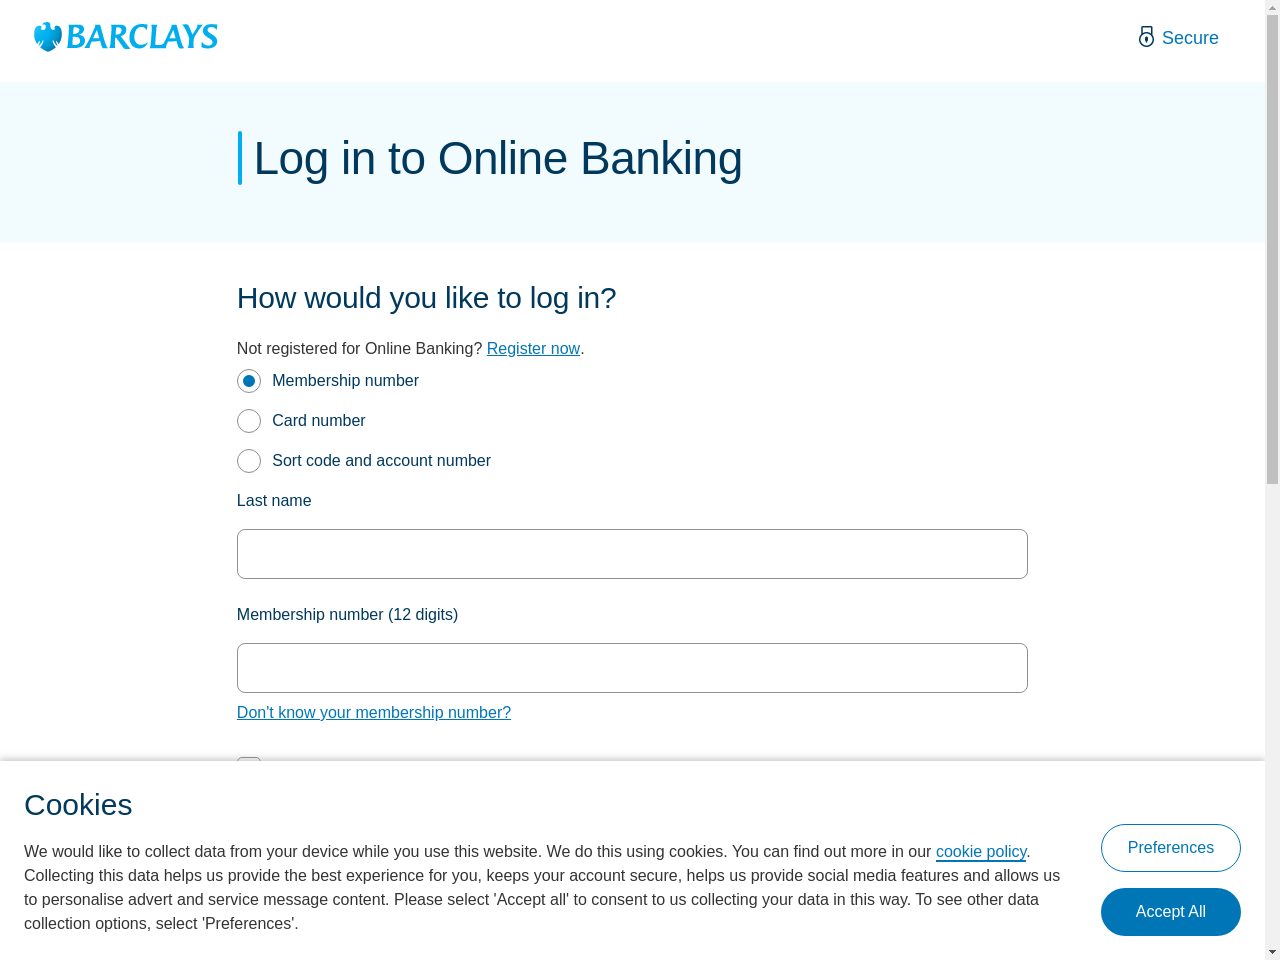 BARCLAYS
Secure
Log in to Online Banking
How would you like to log in?
Not registered for Online Banking? Register now.
Membership number
Card number
Sort code and account number
Last name
Membership number (12 digits)
Don't know your membership number?
Cookies
We would like to collect data from your device while you use this website. We do this using cookies. You can find out more in our cookie policy.
Collecting this data helps us provide the best experience for you, keeps your account secure, helps us provide social media features and allows us
to personalise advert and service message content. Please select 'Accept all' to consent to us collecting your data in this way. To see other data
collection options, select 'Preferences'.
Preferences
Accept All